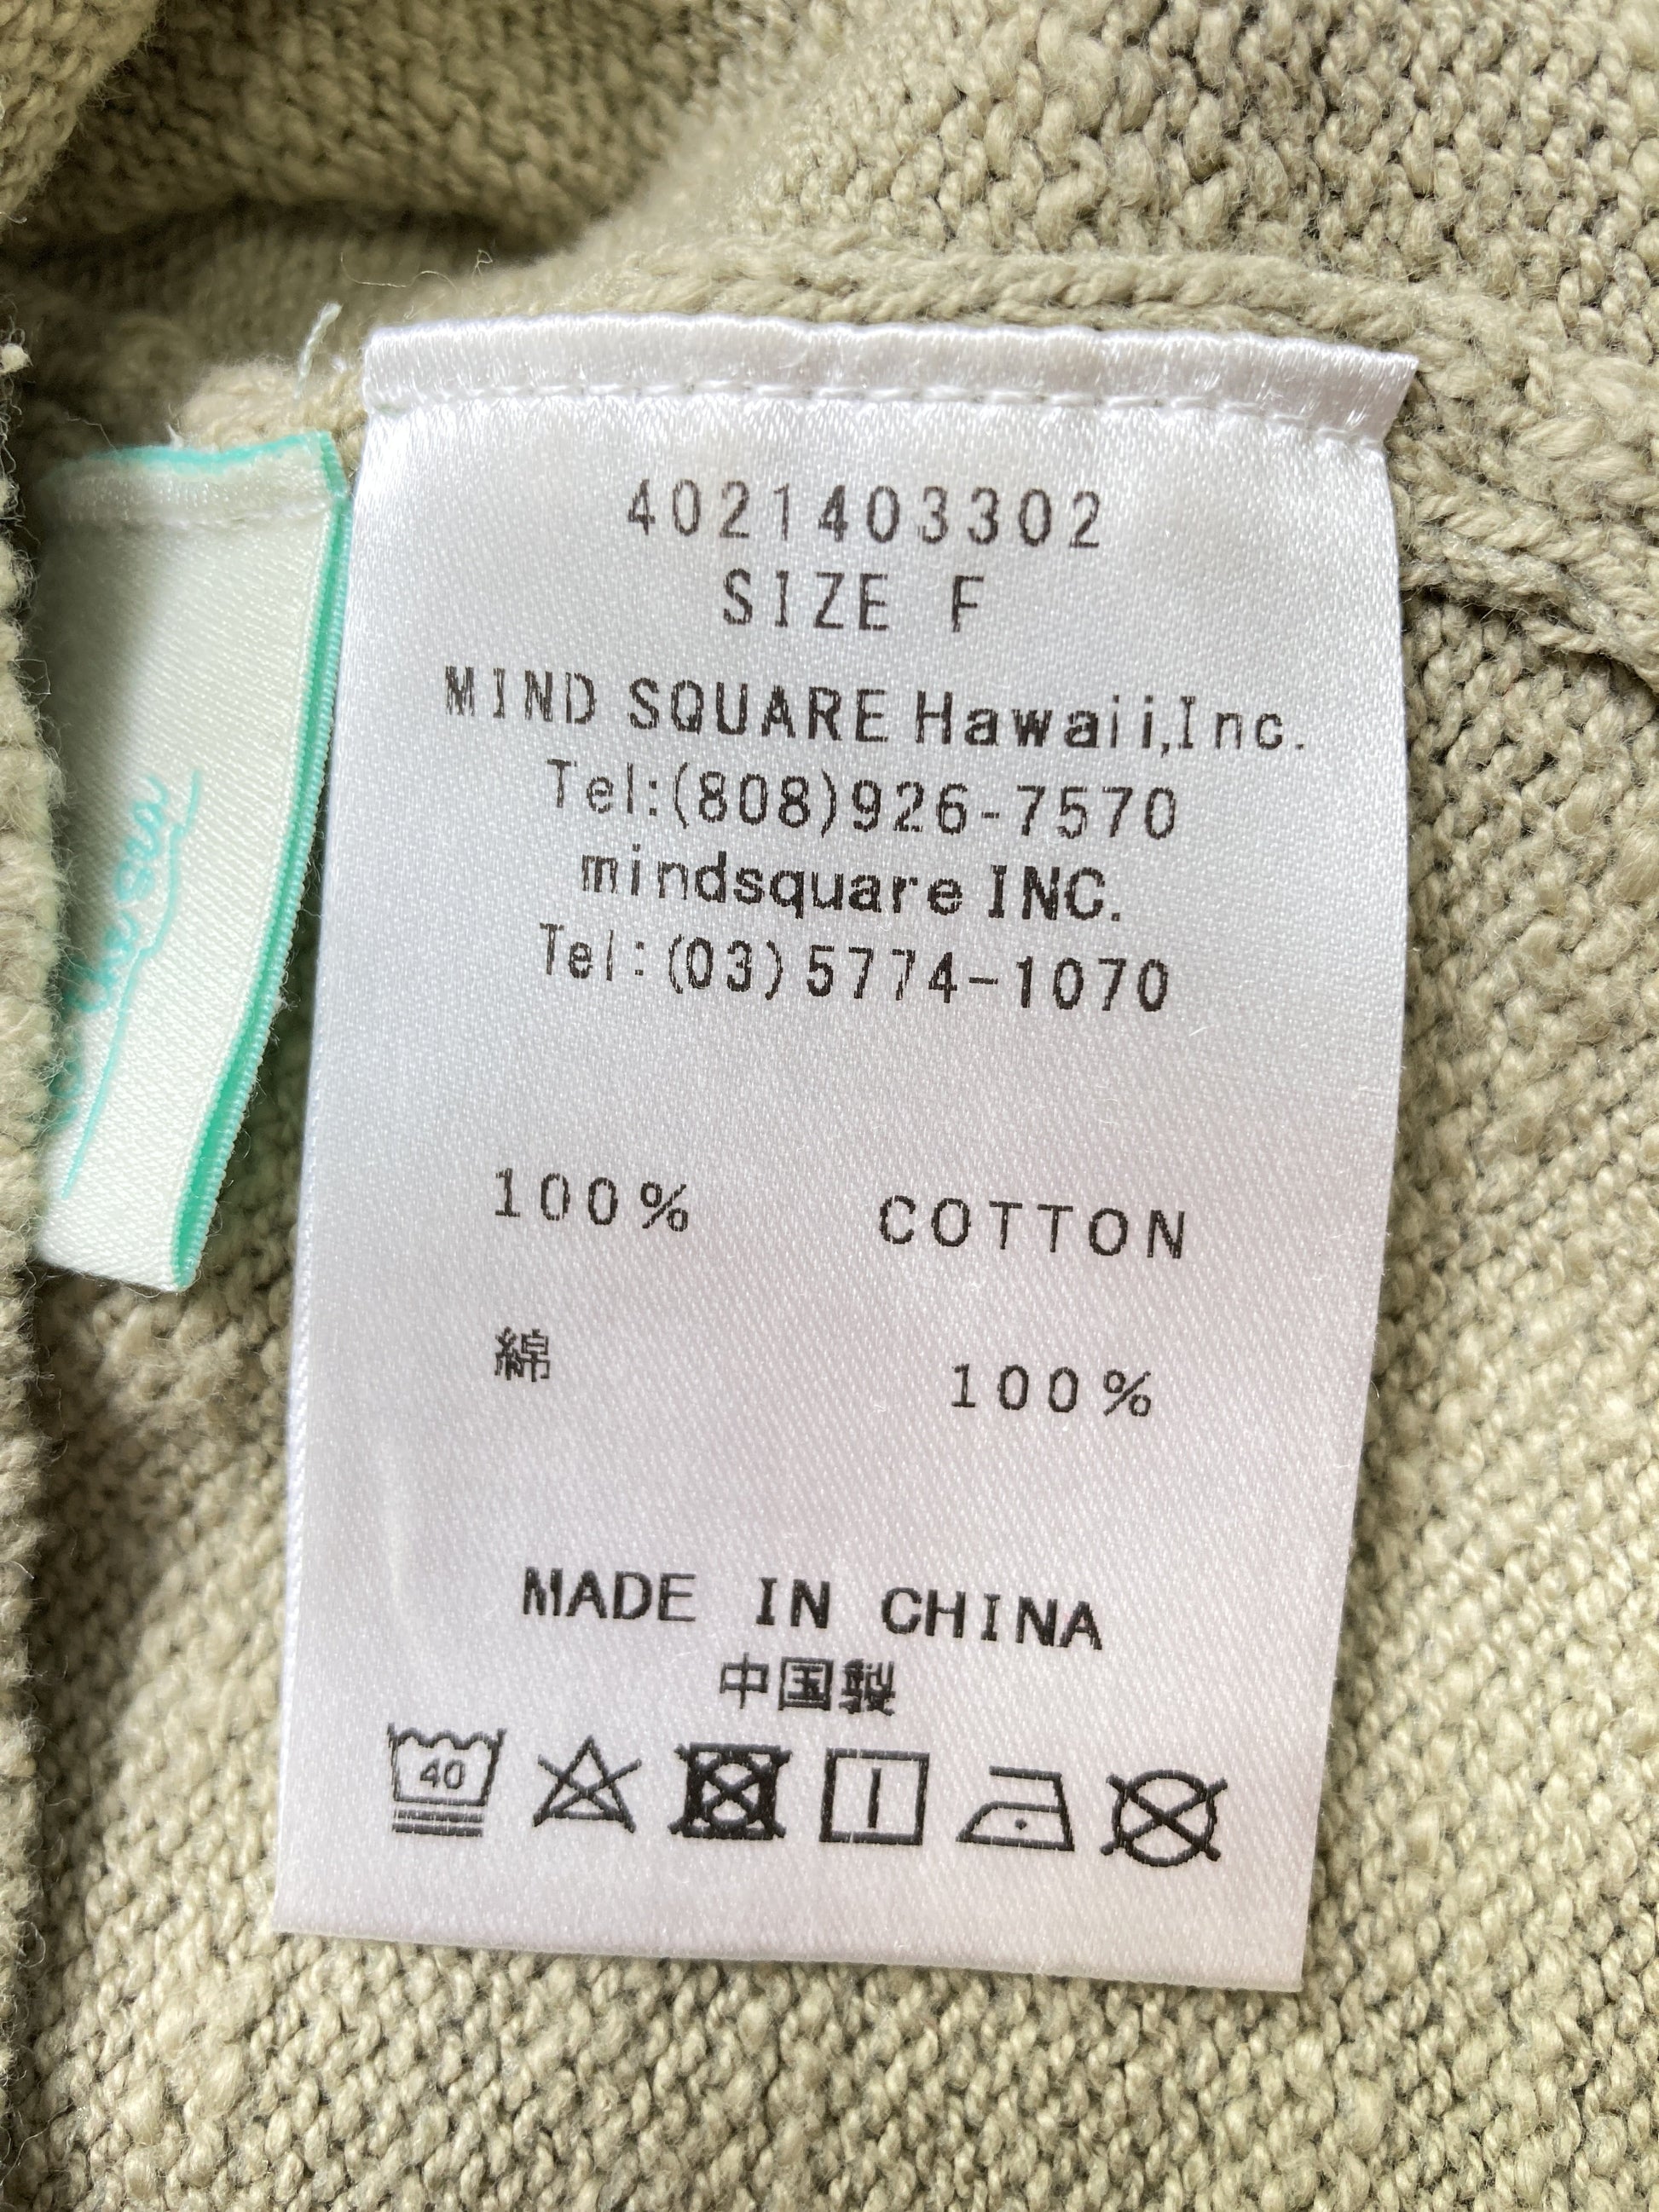 4021403302
SIZE F
MIND SQUARE Hawaii,Inc.
Tel:(808)926-7570
mindsquare INC.
Tel:(03)5774-1070
100% COTTON
綿 100%
MADE IN CHINA
中国製
40